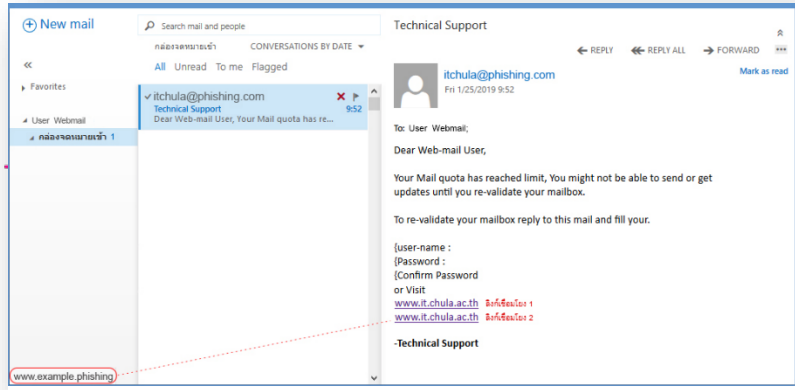 New mail
Search mail and people
กล่องจดหมายเข้า CONVERSATIONS BY DATE
All Unread To me Flagged
Favorites
User Webmail
กล่องจดหมายเข้า 1
itchula@phishing.com
Technical Support 9:52
Dear Web-mail User, Your Mail quota has re...
Technical Support
REPLY REPLY ALL FORWARD
Mark as read
itchula@phishing.com
Fri 1/25/2019 9:52
To: User Webmail;
Dear Web-mail User,
Your Mail quota has reached limit, You might not be able to send or get
updates until you re-validate your mailbox.
To re-validate your mailbox reply to this mail and fill your.
{user-name :
{Password :
{Confirm Password
or Visit
www.it.chula.ac.th ลิงก์เชื่อมโยง 1
www.it.chula.ac.th ลิงก์เชื่อมโยง 2
-Technical Support
www.example.phishing